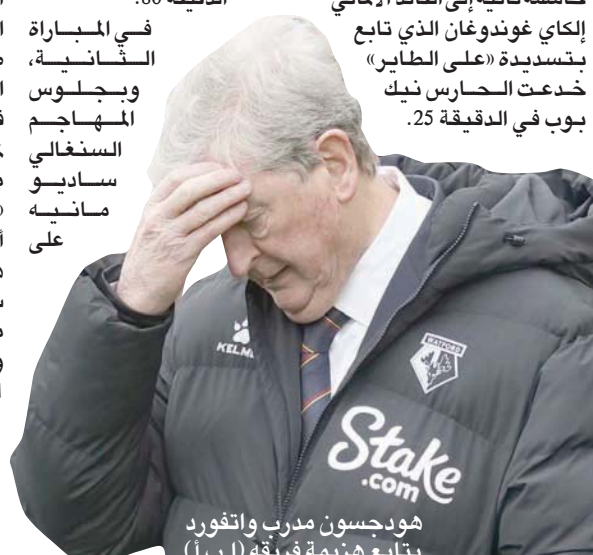 خامسة ثانية إلى القائد الألماني
إلكاي غوندوغان الذي تابع
بتسديدة «على الطاير»
خدعت الحارس نيك
بوب في الدقيقة 25.
الدقيقة 80.
في المباراة
الثانية،
وبجلوس
المهاجم
السنغالي
ساديو
مانيه
على
KELME
WATFORD
Stake
.com
هودجسون مدرب واتفورد
يتابع هزيمة فريقه (إ.ب.أ)